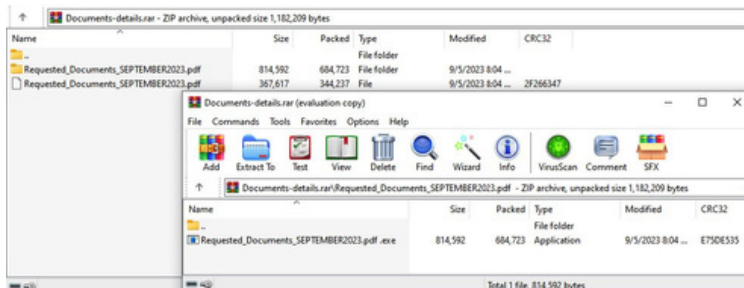 Documents-details.rar - ZIP archive, unpacked size 1,182,209 bytes
Name Size Packed Type Modified CRC32
.. File folder
Requested_Documents_SEPTEMBER2023.pdf 814,592 684,723 File folder 9/5/2023 8:04 ...
Requested_Documents_SEPTEMBER2023.pdf 367,617 344,237 File 9/5/2023 8:04 ... 2F266347
Documents-details.rar (evaluation copy)
File Commands Tools Favorites Options Help
Add Extract To Test View Delete Find Wizard Info VirusScan Comment SFX
Documents-details.rar\Requested_Documents_SEPTEMBER2023.pdf - ZIP archive, unpacked size 1,182,209 bytes
Name Size Packed Type Modified CRC32
.. File folder
Requested_Documents_SEPTEMBER2023.pdf .exe 814,592 684,723 Application 9/5/2023 8:04 ... E75DE535
Total 1 file, 814,592 bytes